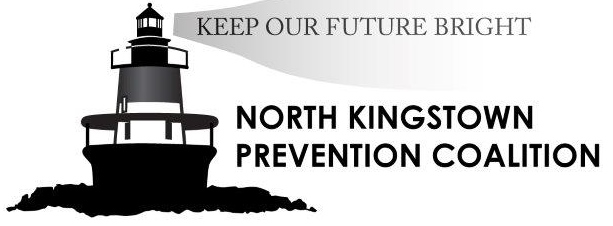 KEEP OUR FUTURE BRIGHT
NORTH KINGSTOWN
PREVENTION COALITION